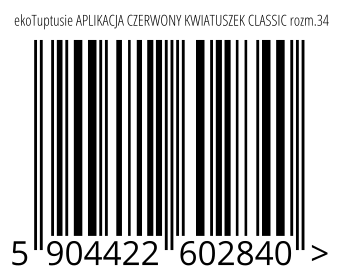 ekoTuptusie APLIKACJA CZERWONY KWIATUSZEK CLASSIC rozm.34
5 904422 602840 >